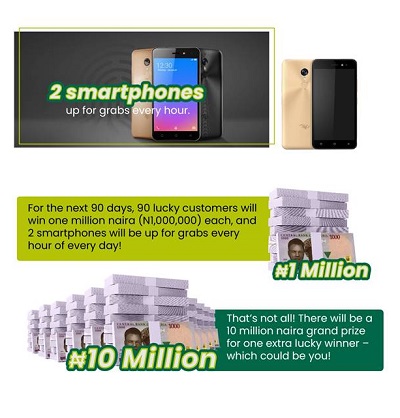 2 smartphones
up for grabs every hour.
For the next 90 days, 90 lucky customers will
win one million naira (N1,000,000) each, and
2 smartphones will be up for grabs every
hour of every day!
₦1 Million
That's not all! There will be a
10 million naira grand prize
for one extra lucky winner –
which could be you!
₦10 Million